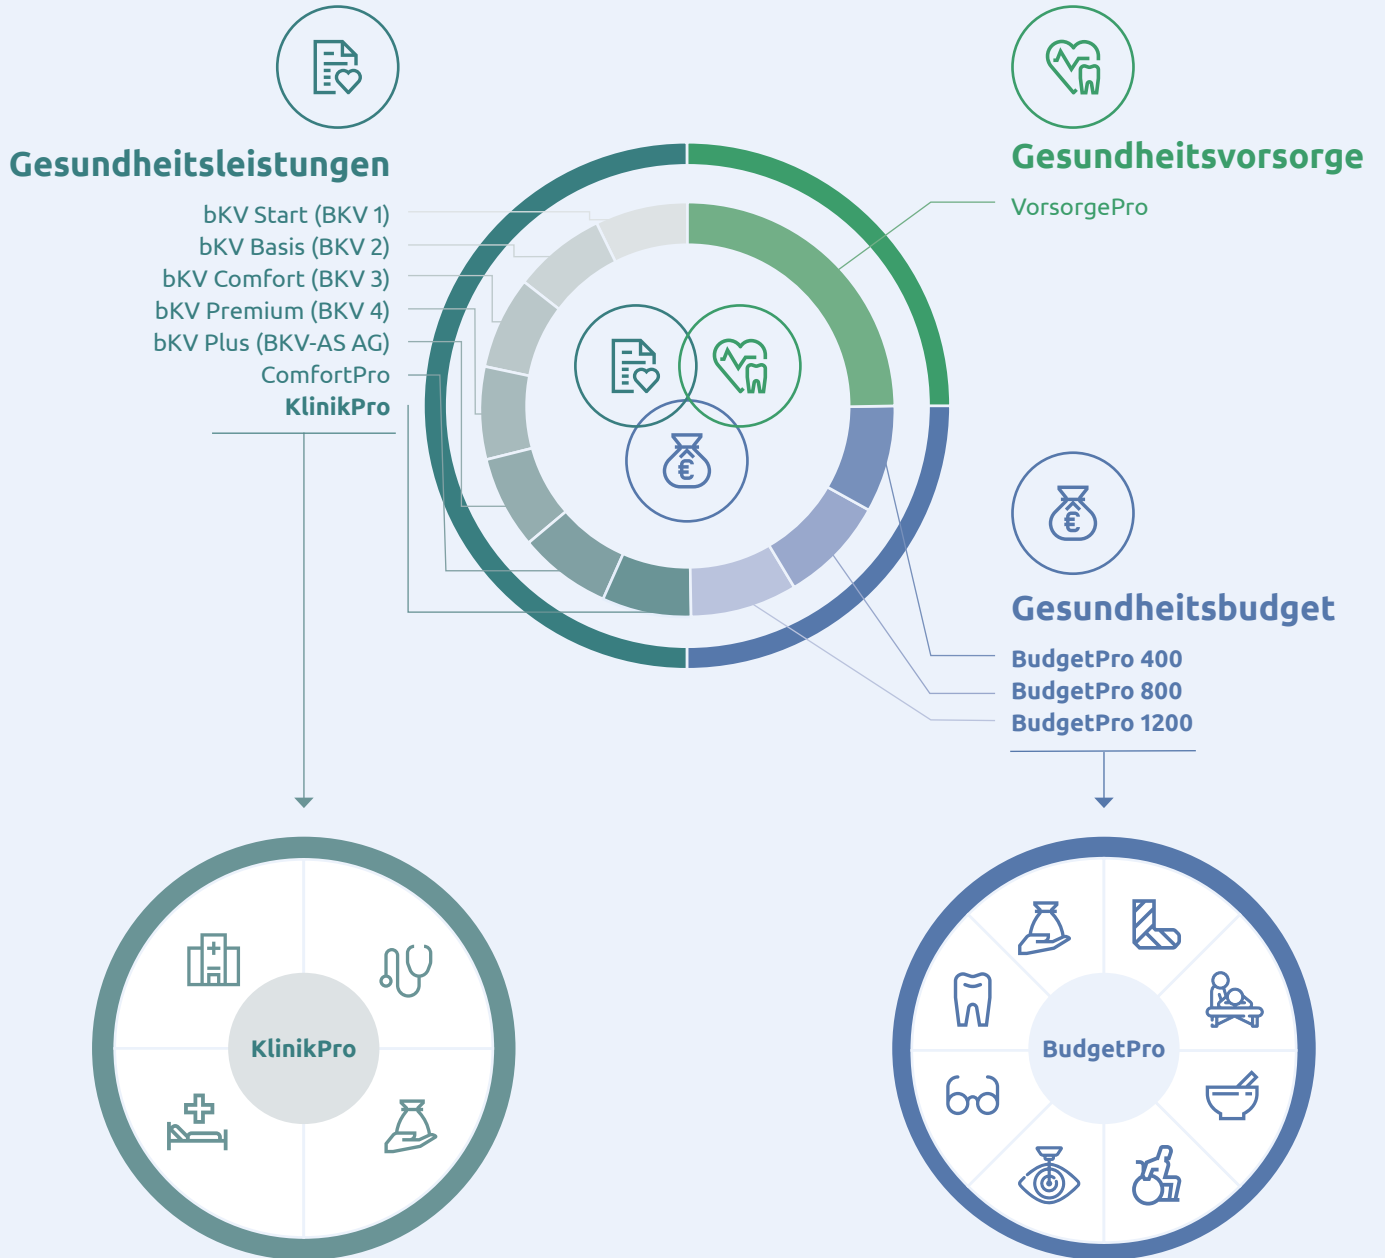 Gesundheitsleistungen
bKV Start (BKV 1)
bKV Basis (BKV 2)
bKV Comfort (BKV 3)
bKV Premium (BKV 4)
bKV Plus (BKV-AS AG)
ComfortPro
KlinikPro
Gesundheitsvorsorge
VorsorgePro
€
€
Gesundheitsbudget
BudgetPro 400
BudgetPro 800
BudgetPro 1200
KlinikPro
BudgetPro